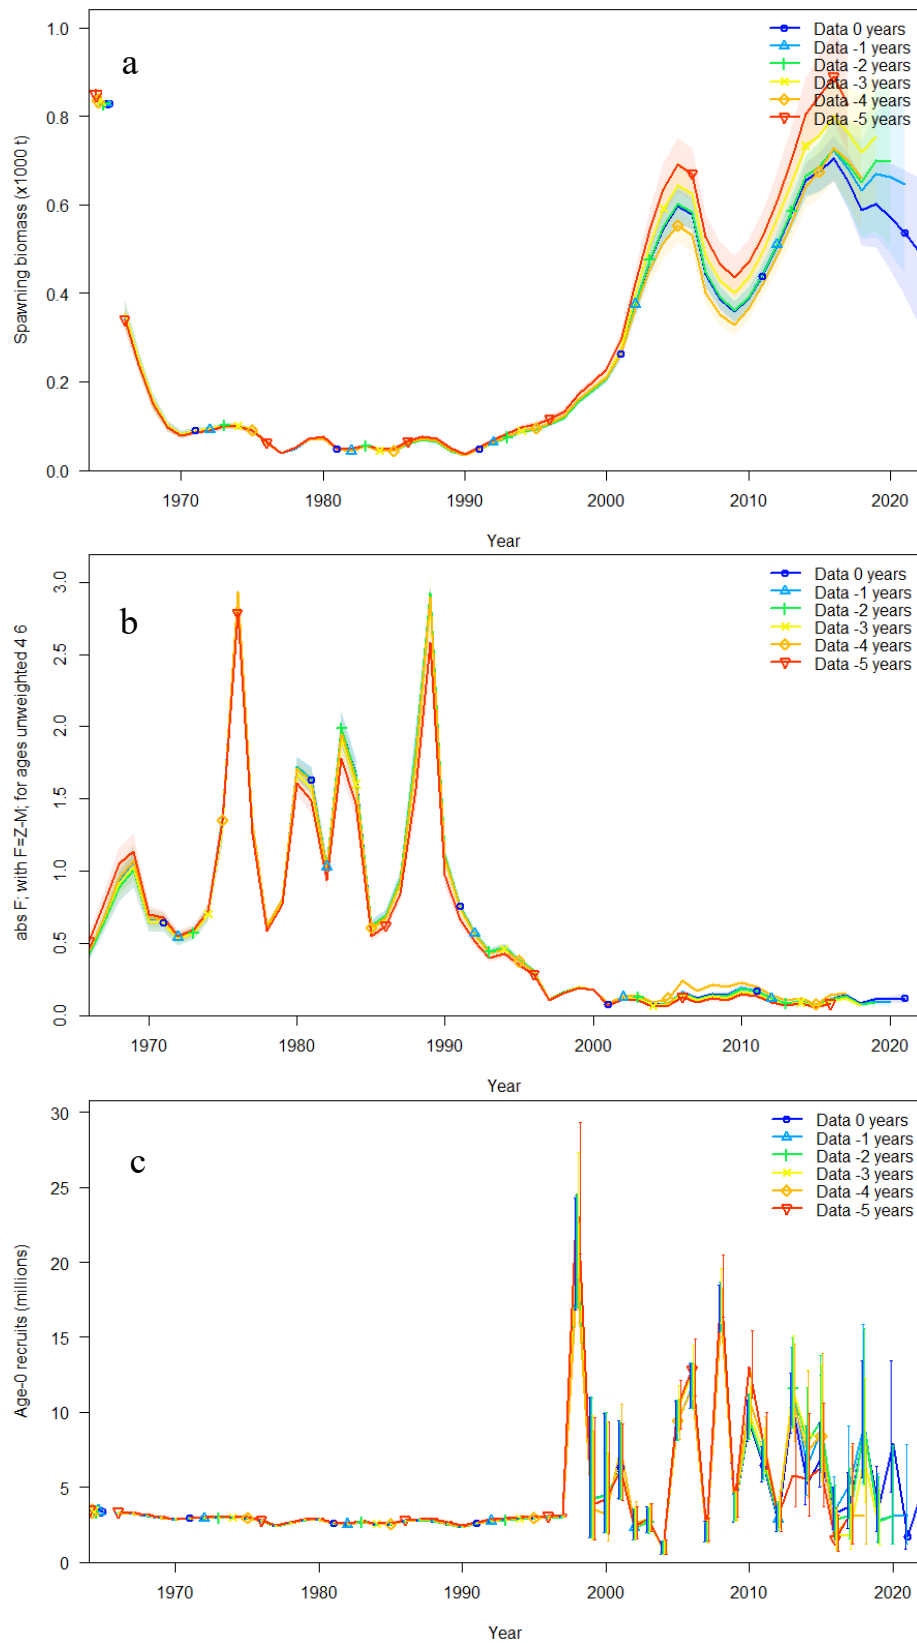 a
Spawning biomass (x1000 t)
1.0
0.8
0.6
0.4
0.2
0.0
Data 0 years
Data -1 years
Data -2 years
Data -3 years
Data -4 years
Data -5 years
1970 1980 1990 2000 2010 2020
Year
b
abs F; with F=Z-M; for ages unweighted 4 6
3.0
2.5
2.0
1.5
1.0
0.5
0.0
Data 0 years
Data -1 years
Data -2 years
Data -3 years
Data -4 years
Data -5 years
1970 1980 1990 2000 2010 2020
Year
c
Age-0 recruits (millions)
30
25
20
15
10
5
0
Data 0 years
Data -1 years
Data -2 years
Data -3 years
Data -4 years
Data -5 years
1970 1980 1990 2000 2010 2020
Year